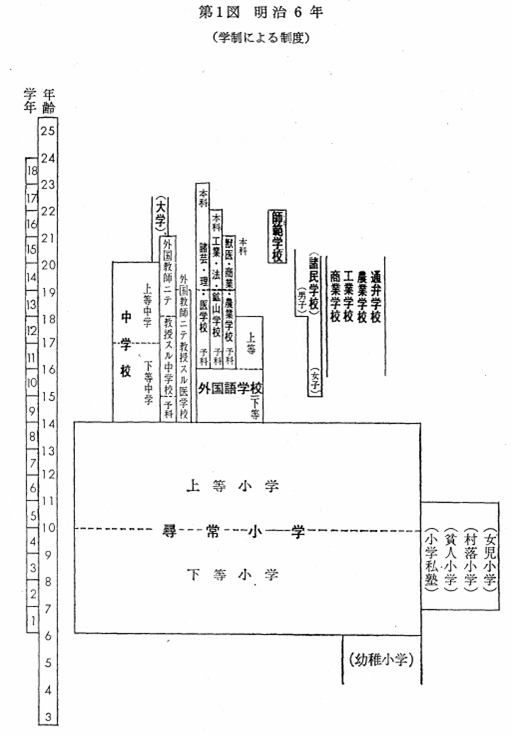 第1図 明治6年
(学制による制度)
学年
年齢
25
24
23
22
21
20
19
18
17
16
15
14
13
12
11
10
9
8
7
6
5
4
3
18
17
16
15
14
13
12
11
10
9
8
7
6
5
4
3
2
1
中学校
上等中学
下等中学
(大学)
外国教師ニテ教授スル中学校
予科
外国教師ニテ教授スル医学校
本科
諸芸・理・医学校
予科
本科
工業・法・鉱山学校
予科
本科
獣医・商業・農業学校
予科
上等
下等
外国語学校
師範学校
(諸民学校)
(男子)
(女子)
通弁学校
農業学校
工業学校
商業学校
上等小学
尋常小学
下等小学
(女児小学)
(村落小学)
(貧人小学)
(小学私塾)
(幼稚小学)